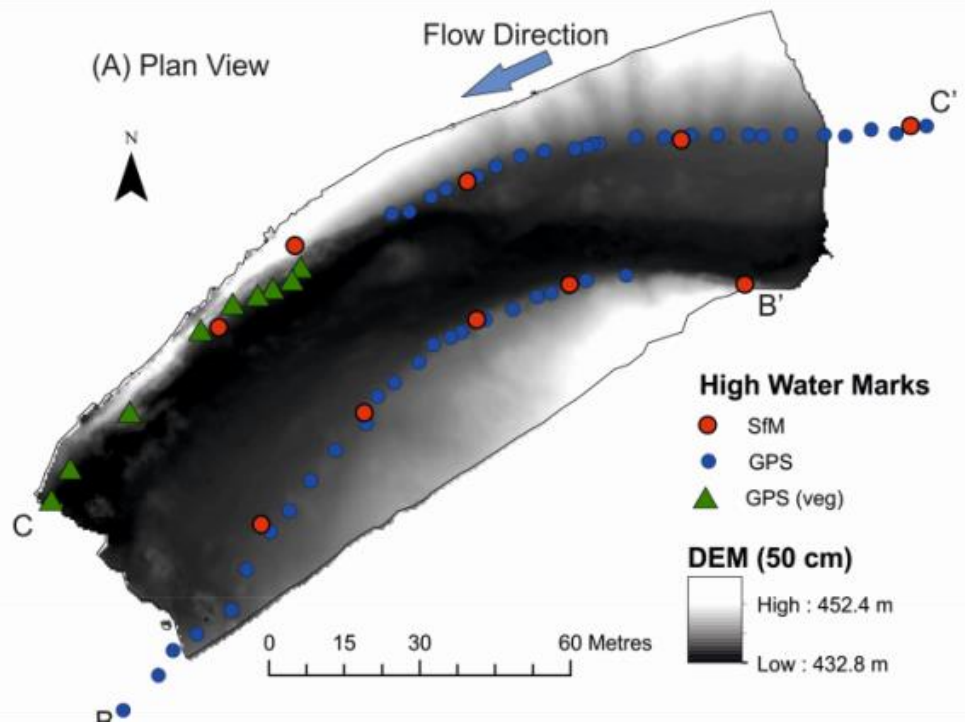 Flow Direction
(A) Plan View
C'
N
B'
High Water Marks
SfM
GPS
GPS (veg)
C
DEM (50 cm)
High : 452.4 m
Low : 432.8 m
0 15 30 60 Metres